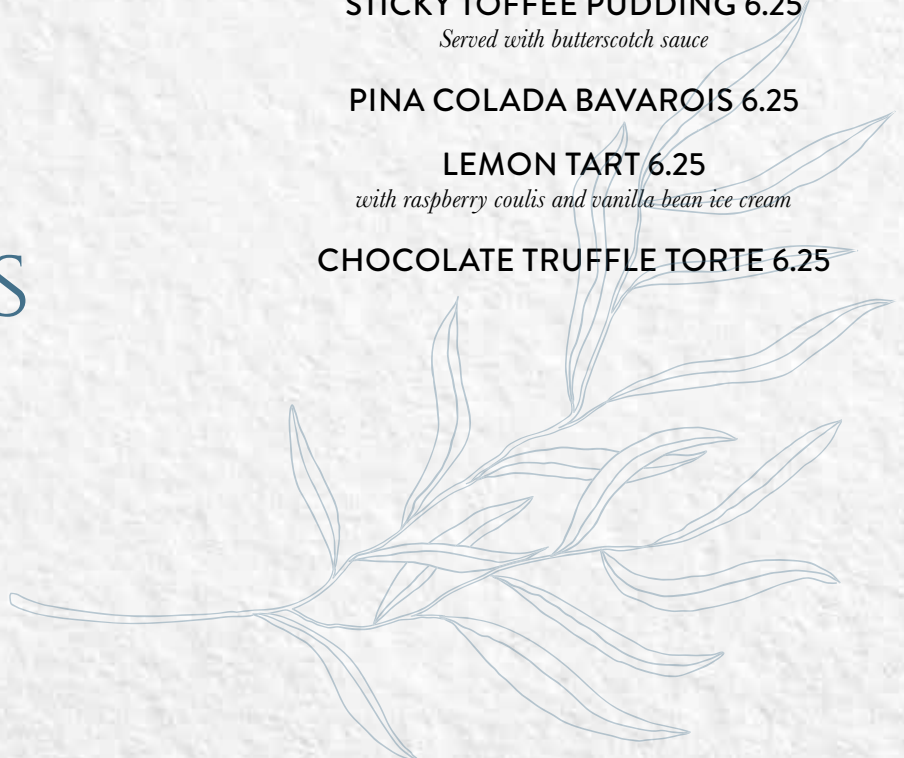 STICKY TOFFEE PUDDING 6.25
Served with butterscotch sauce
PINA COLADA BAVAROIS 6.25
LEMON TART 6.25
with raspberry coulis and vanilla bean ice cream
CHOCOLATE TRUFFLE TORTE 6.25
S